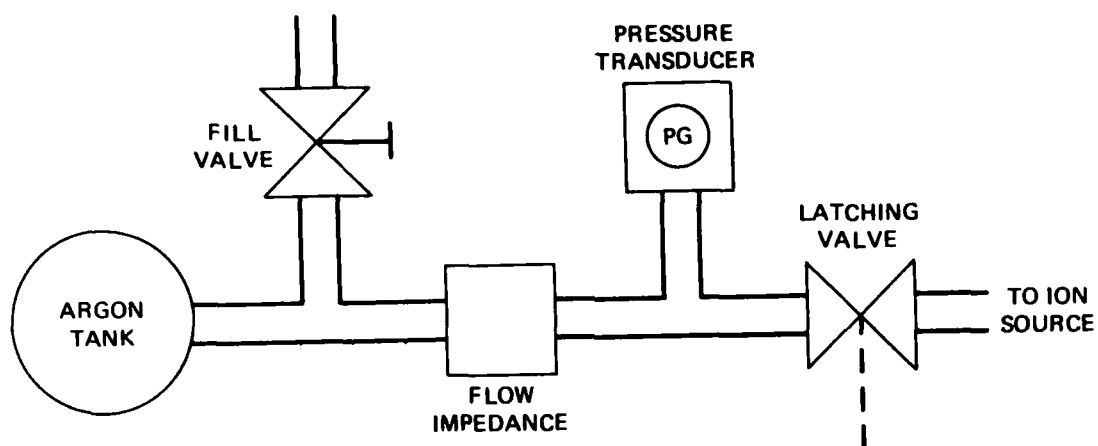 PRESSURE
TRANSDUCER
PG
FILL
VALVE
LATCHING
VALVE
ARGON
TANK
TO ION
SOURCE
FLOW
IMPEDANCE